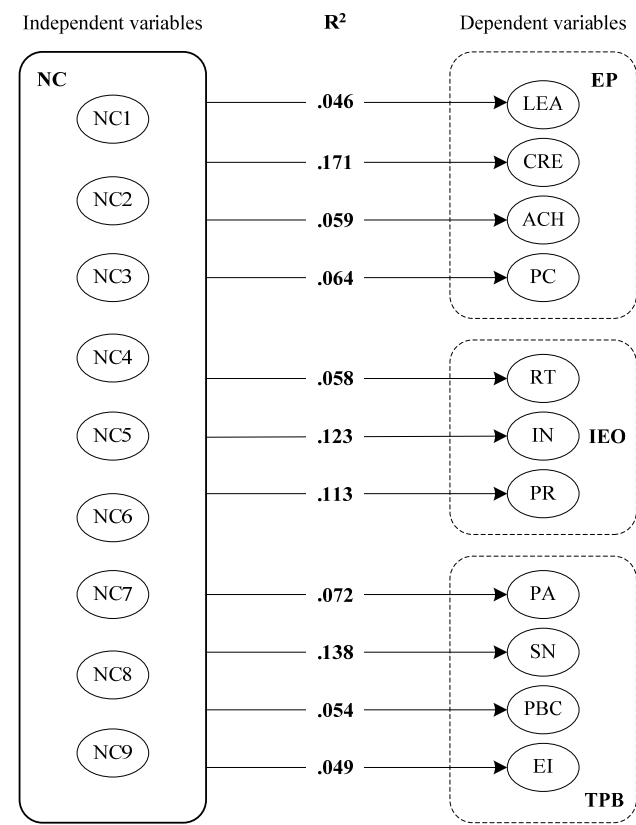 Independent variables R² Dependent variables
NC EP
NC1 .046 LEA
.171 CRE
NC2 .059 ACH
NC3 .064 PC
NC4 .058 RT
NC5 .123 IN IEO
.113 PR
NC6
NC7 .072 PA
.138 SN
NC8 .054 PBC
NC9 .049 EI
TPB